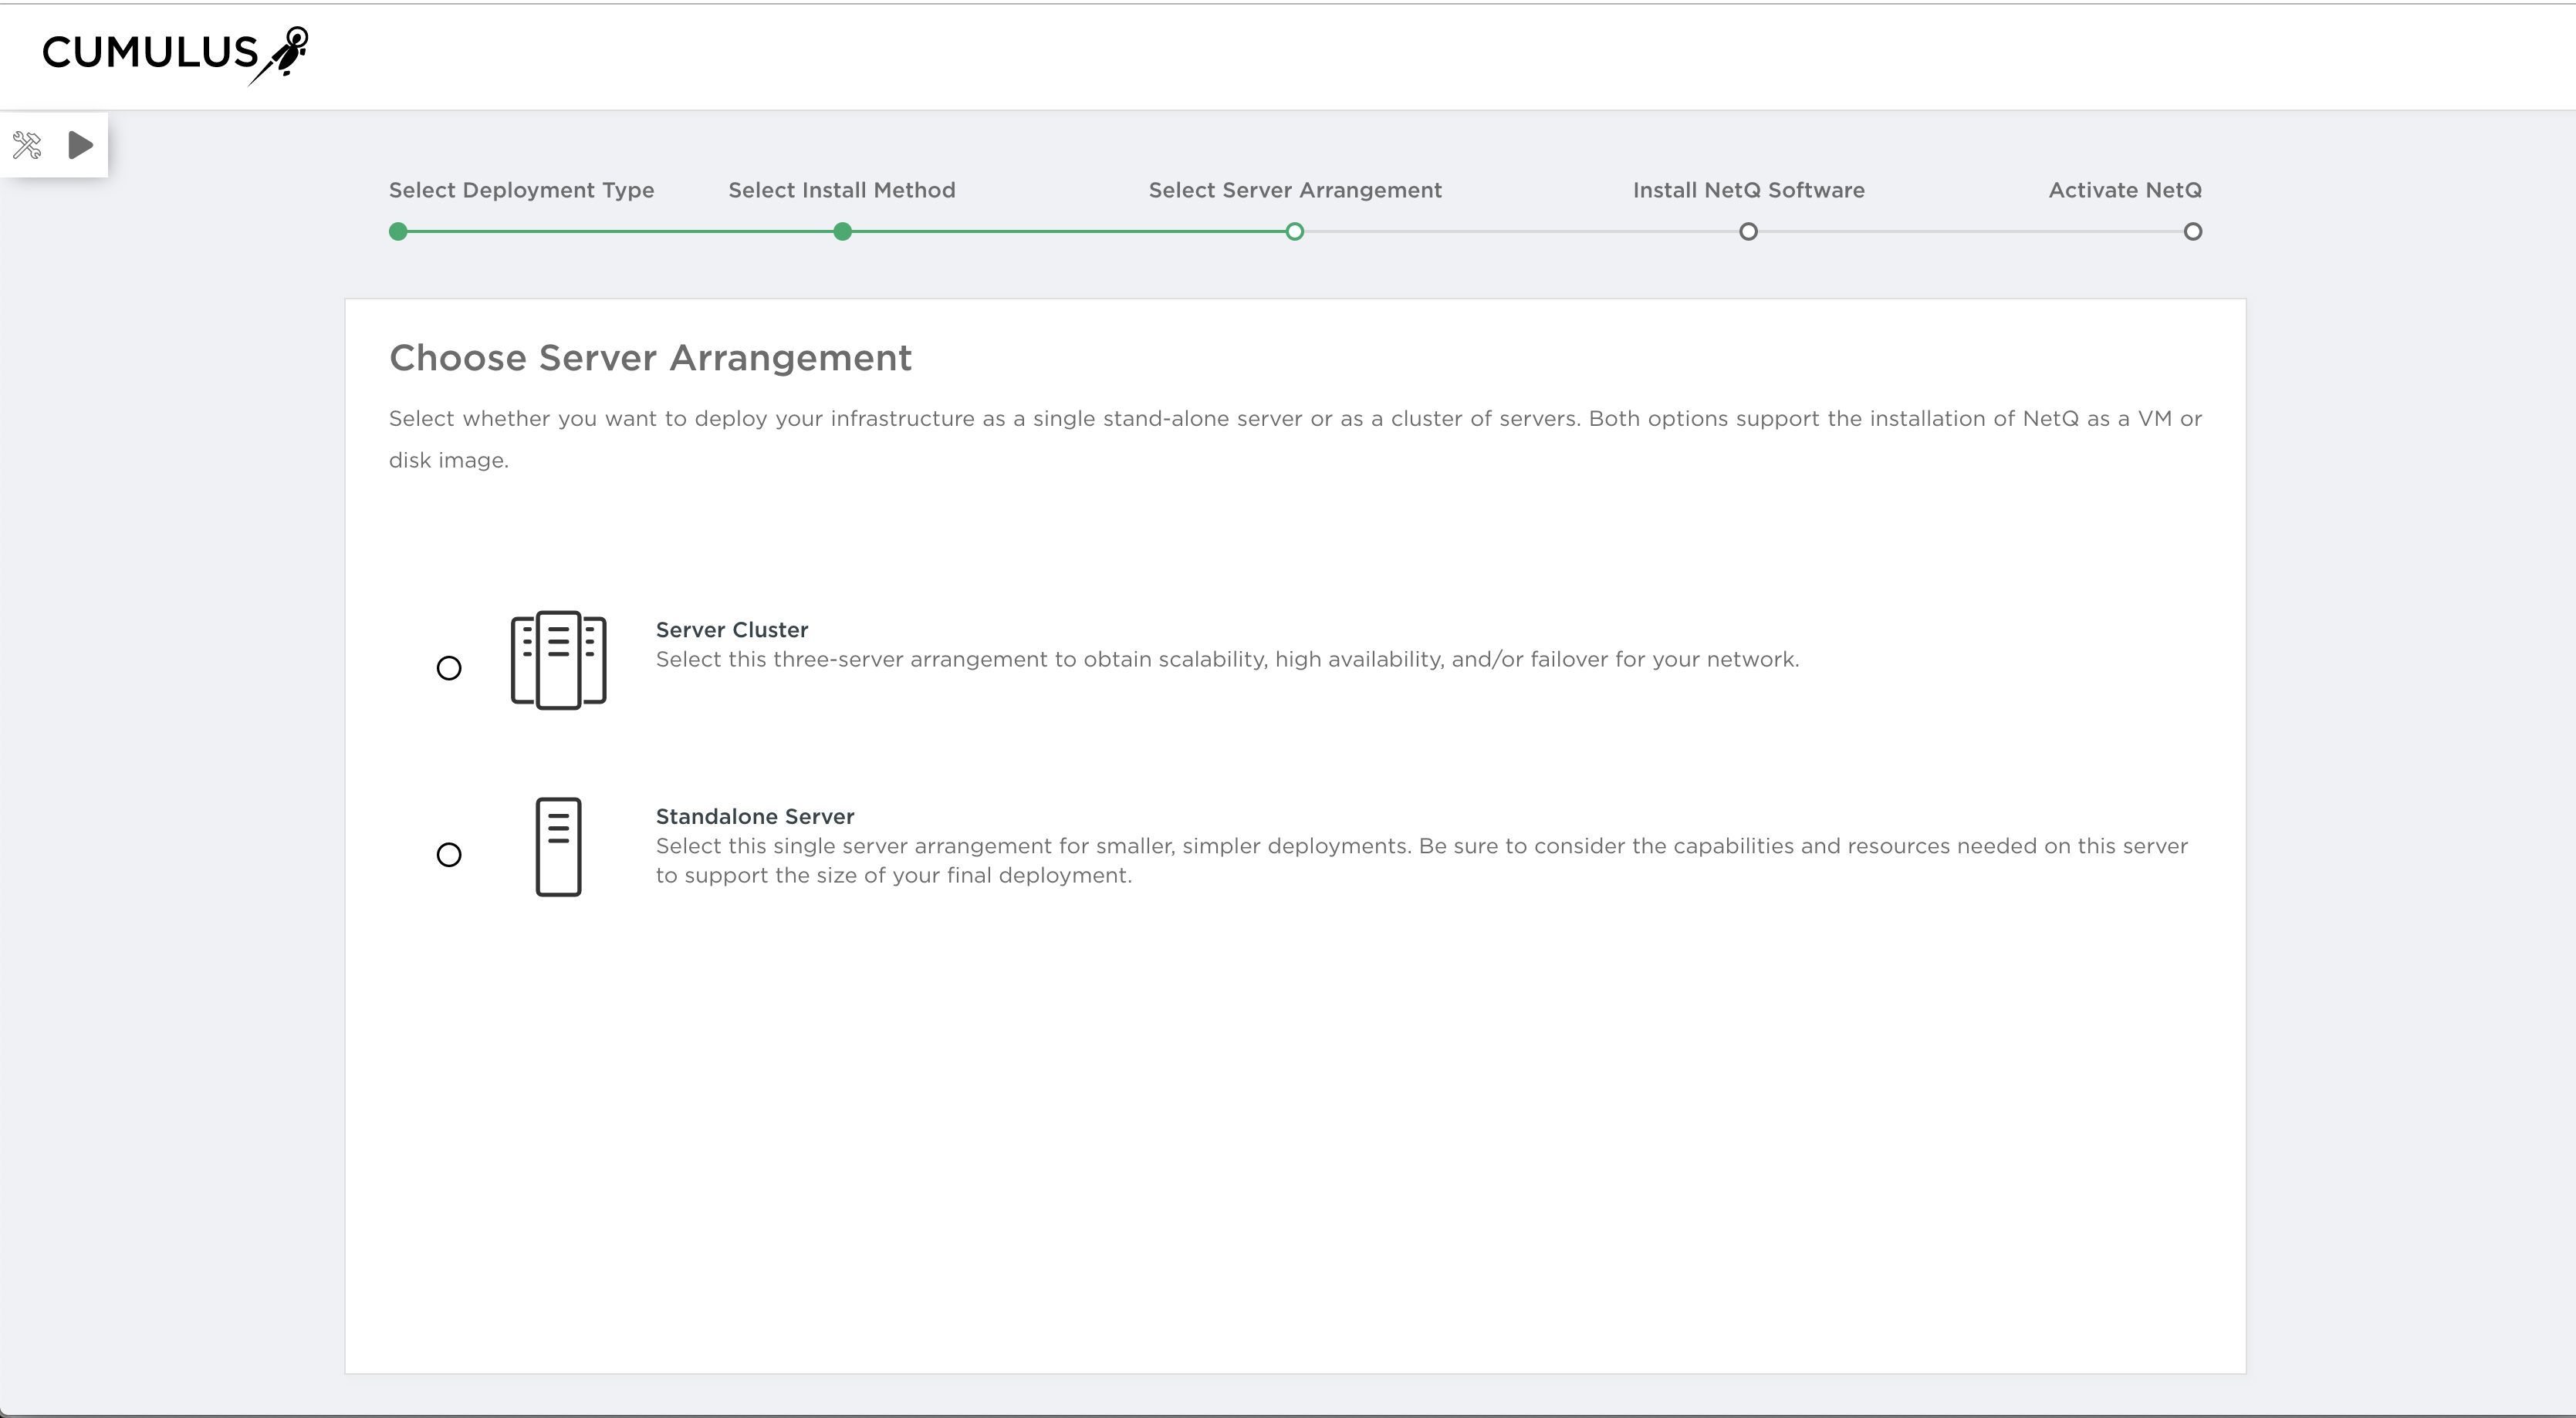 CUMULUS
Select Deployment Type
Select Install Method
Select Server Arrangement
Install NetQ Software
Activate NetQ
Choose Server Arrangement
Select whether you want to deploy your infrastructure as a single stand-alone server or as a cluster of servers. Both options support the installation of NetQ as a VM or
disk image.
Server Cluster
Select this three-server arrangement to obtain scalability, high availability, and/or failover for your network.
Standalone Server
Select this single server arrangement for smaller, simpler deployments. Be sure to consider the capabilities and resources needed on this server
to support the size of your final deployment.